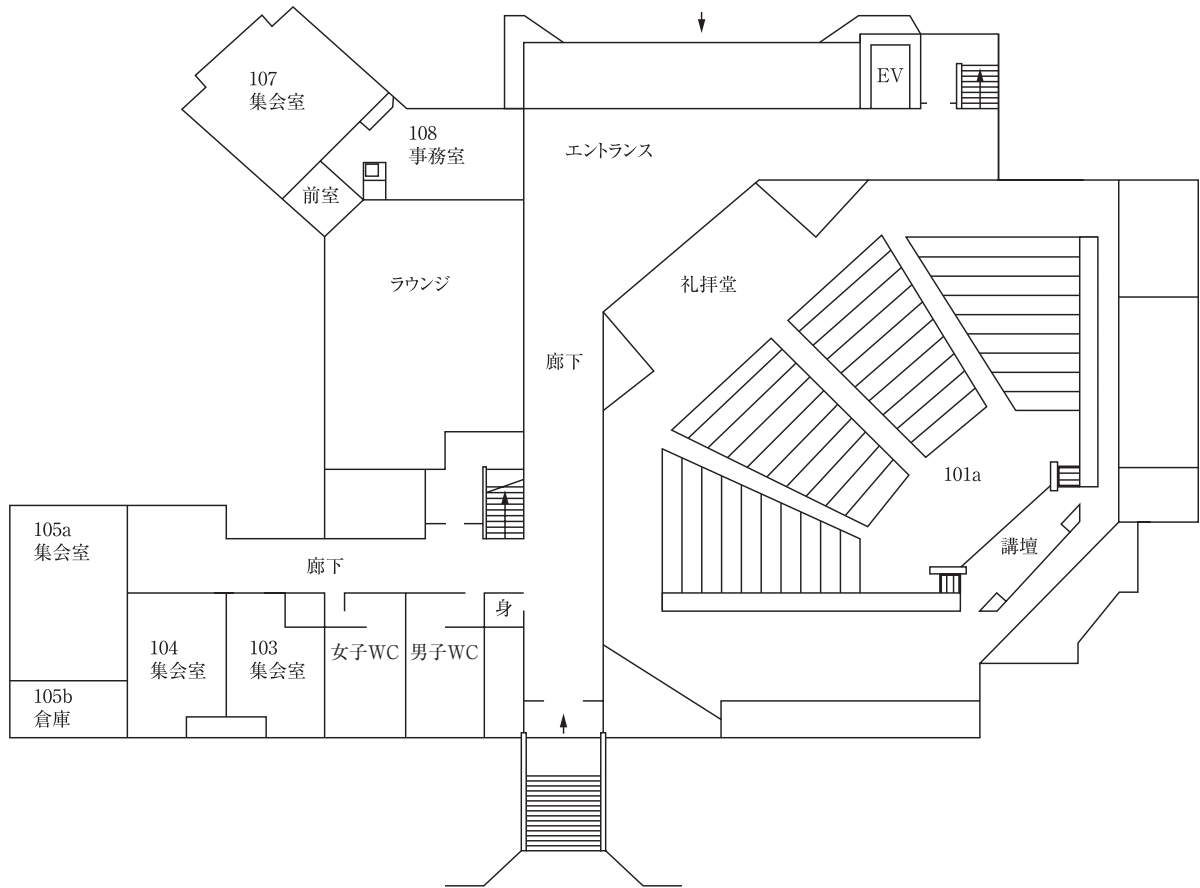 107
集会室
108
事務室
前室
エントランス
EV
ラウンジ
礼拝堂
廊下
101a
講壇
105a
集会室
廊下
身
104
集会室
103
集会室
女子WC
男子WC
105b
倉庫